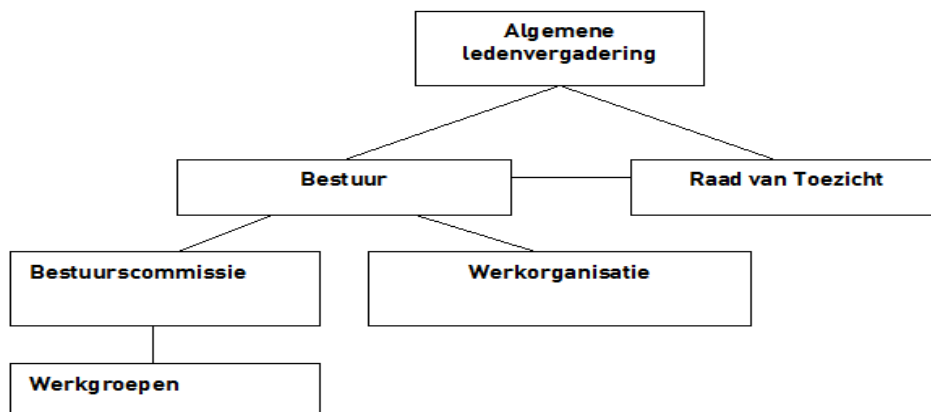 Algemene
ledenvergadering
Bestuur
Raad van Toezicht
Bestuurscommissie
Werkorganisatie
Werkgroepen